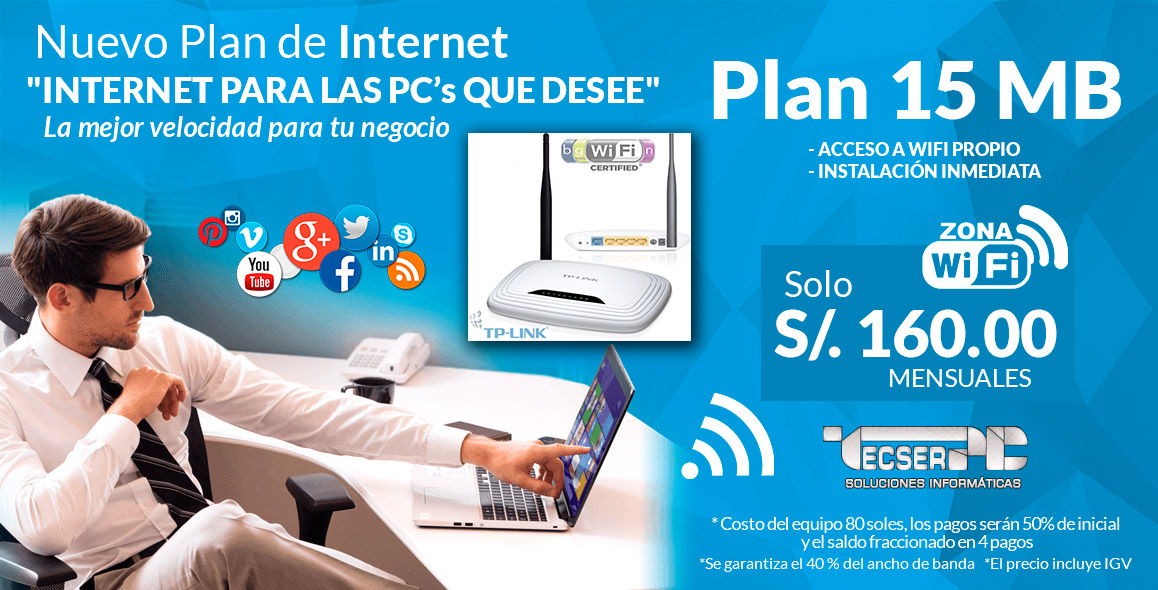 Nuevo Plan de Internet
"INTERNET PARA LAS PC's QUE DESEE"
La mejor velocidad para tu negocio
Plan 15 MB
- ACCESO A WIFI PROPIO
- INSTALACIÓN INMEDIATA
b g WiFi n
CERTIFIED®
TP-LINK
TP-LINK®
You
Tube
g+
in
ZONA
WiFi
Solo
S/. 160.00
MENSUALES
TECSERPC
SOLUCIONES INFORMÁTICAS
* Costo del equipo 80 soles, los pagos serán 50% de inicial
y el saldo fraccionado en 4 pagos
*Se garantiza el 40 % del ancho de banda *El precio incluye IGV